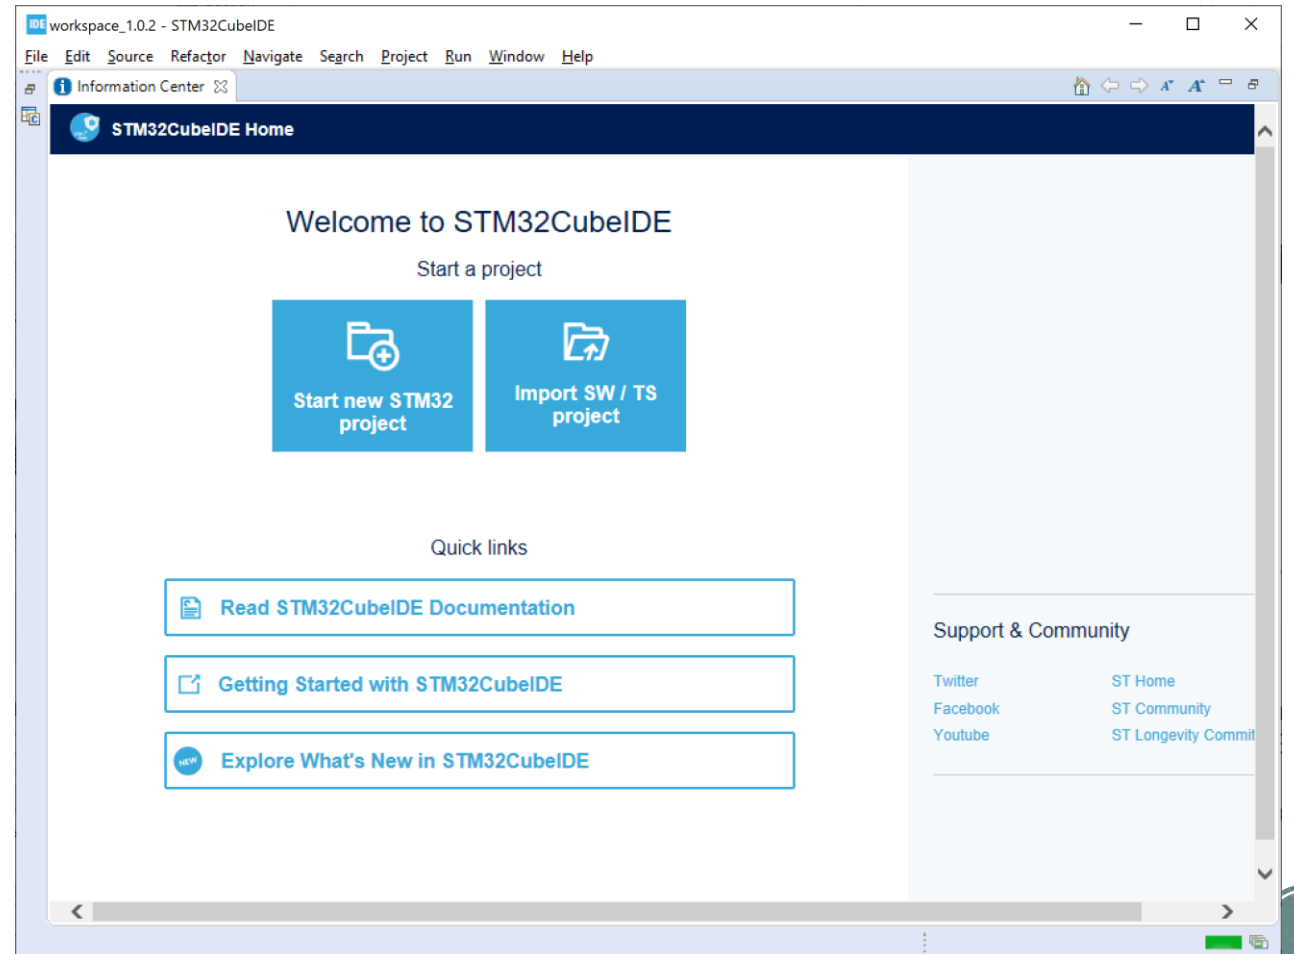 IDE workspace_1.0.2 - STM32CubeIDE
File Edit Source Refactor Navigate Search Project Run Window Help
Information Center
STM32CubeIDE Home
Welcome to STM32CubeIDE
Start a project
Start new STM32
project
Import SW / TS
project
Quick links
Read STM32CubeIDE Documentation
Getting Started with STM32CubeIDE
NEW Explore What's New in STM32CubeIDE
Support & Community
Twitter ST Home
Facebook ST Community
Youtube ST Longevity Commit